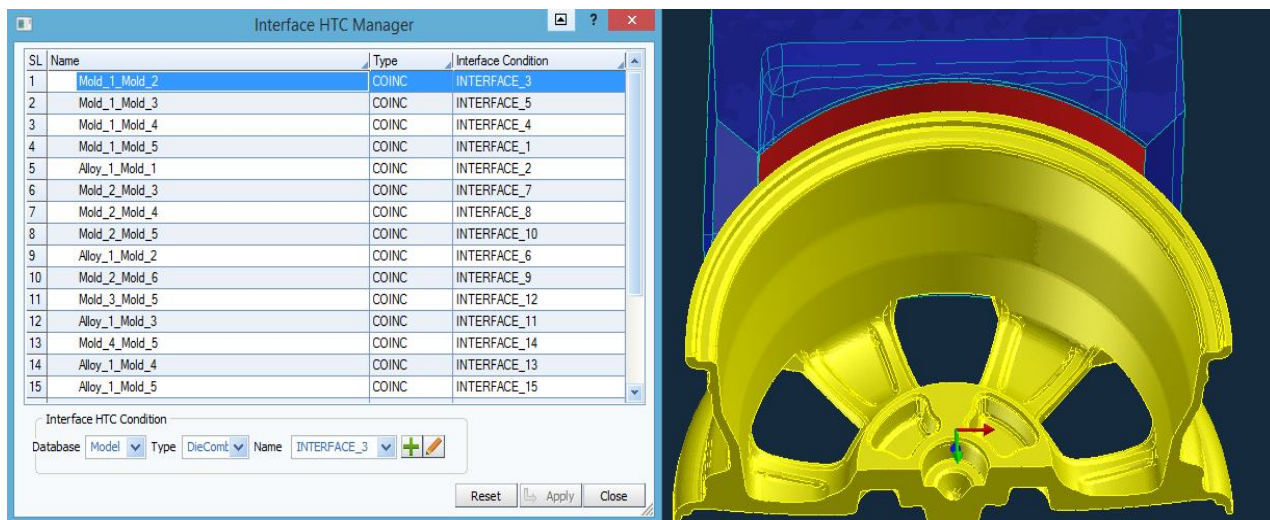 Interface HTC Manager
?
SL Name Type Interface Condition
1 Mold_1_Mold_2 COINC INTERFACE_3
2 Mold_1_Mold_3 COINC INTERFACE_5
3 Mold_1_Mold_4 COINC INTERFACE_4
4 Mold_1_Mold_5 COINC INTERFACE_1
5 Alloy_1_Mold_1 COINC INTERFACE_2
6 Mold_2_Mold_3 COINC INTERFACE_7
7 Mold_2_Mold_4 COINC INTERFACE_8
8 Mold_2_Mold_5 COINC INTERFACE_10
9 Alloy_1_Mold_2 COINC INTERFACE_6
10 Mold_2_Mold_6 COINC INTERFACE_9
11 Mold_3_Mold_5 COINC INTERFACE_12
12 Alloy_1_Mold_3 COINC INTERFACE_11
13 Mold_4_Mold_5 COINC INTERFACE_14
14 Alloy_1_Mold_4 COINC INTERFACE_13
15 Alloy_1_Mold_5 COINC INTERFACE_15
Interface HTC Condition
Database Model Type Name INTERFACE_3
Reset Apply Close